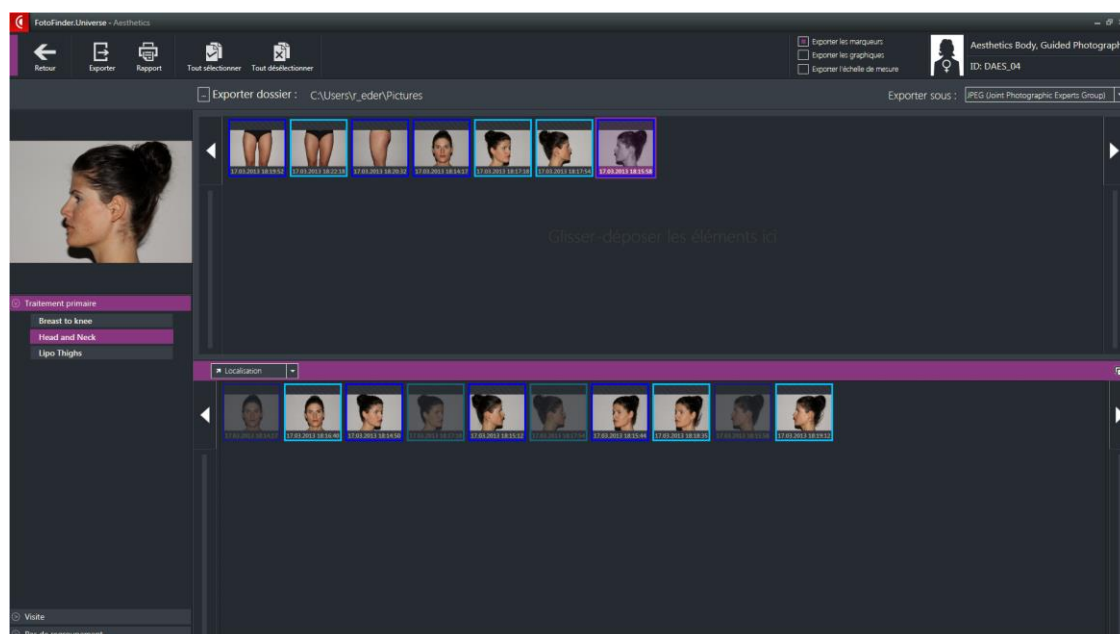 FotoFinder.Universe - Aesthetics
Retour
Exporter
Rapport
Tout sélectionner
Tout désélectionner
Exporter les marqueurs
Exporter les graphiques
Exporter l'échelle de mesure
Aesthetics Body, Guided Photograph
ID: DAES_04
Exporter dossier : C:\Users\r_eder\Pictures
Exporter sous : JPEG (Joint Photographic Experts Group)
17.03.2013 18:19:52 17.03.2013 18:22:18 17.03.2013 18:20:32 17.03.2013 18:14:17 17.03.2013 18:17:18 17.03.2013 18:17:54 17.03.2013 18:15:58
Glisser-déposer les éléments ici
Traitement primaire
Breast to knee
Head and Neck
Lipo Thighs
Localisation
17.03.2013 18:16:40 17.03.2013 18:14:50 17.03.2013 18:15:12 17.03.2013 18:15:44 17.03.2013 18:18:35 17.03.2013 18:19:12
Visite
Pas de regroupement